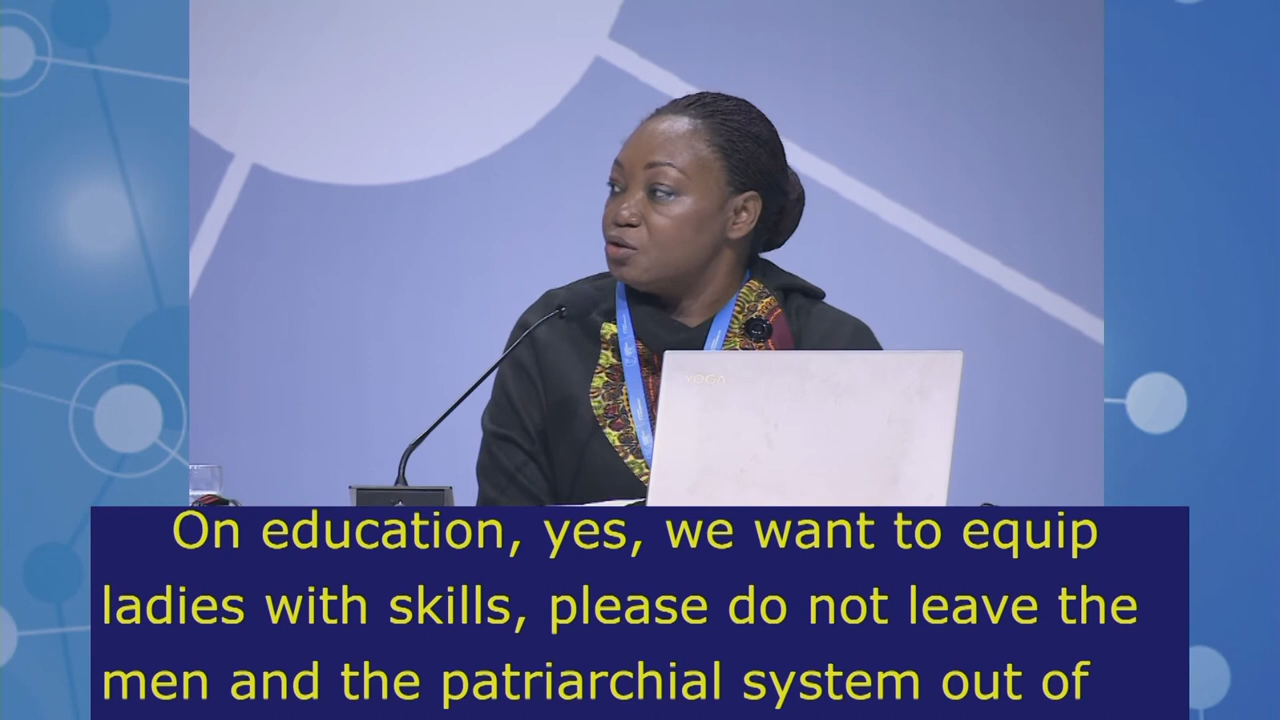 YOGA
On education, yes, we want to equip
ladies with skills, please do not leave the
men and the patriarchial system out of